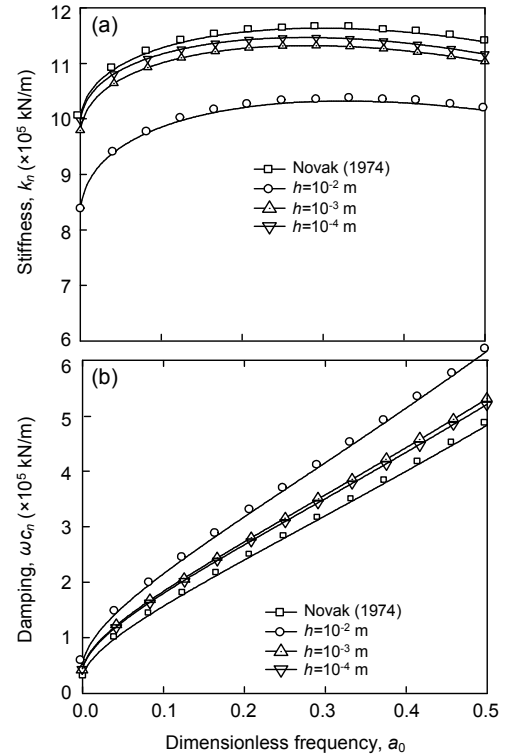 (a)
12
11
10
9
8
7
6
Stiffness, kₙ (×10⁵ kN/m)
Novak (1974)
h=10⁻² m
h=10⁻³ m
h=10⁻⁴ m
(b)
6
5
4
3
2
1
0
Damping, ωcₙ (×10⁵ kN/m)
Novak (1974)
h=10⁻² m
h=10⁻³ m
h=10⁻⁴ m
0.0 0.1 0.2 0.3 0.4 0.5
Dimensionless frequency, a₀